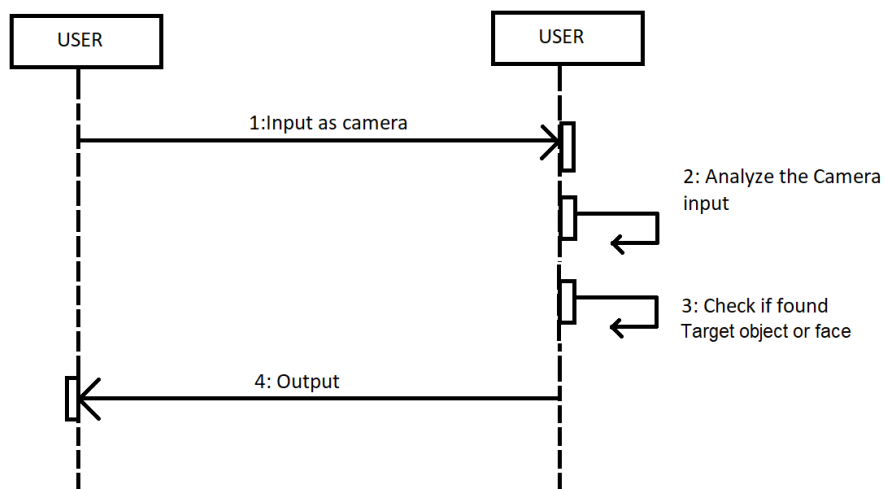 USER
USER
1:Input as camera
2: Analyze the Camera
input
3: Check if found
Target object or face
4: Output